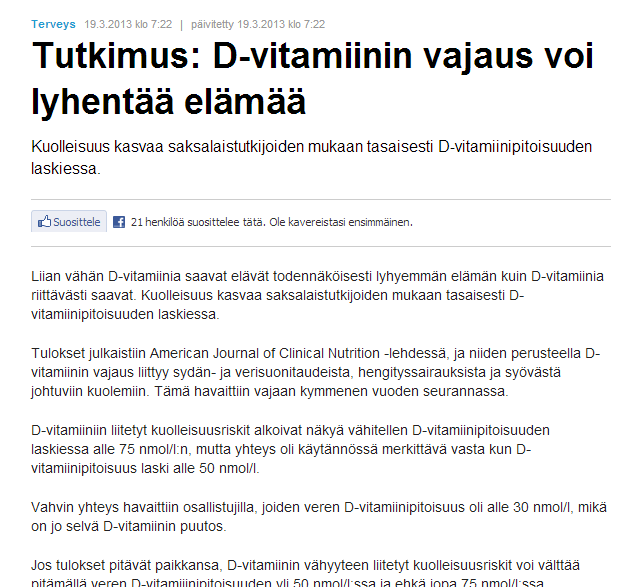 Terveys 19.3.2013 klo 7:22 | päivitetty 19.3.2013 klo 7:22
Tutkimus: D-vitamiinin vajaus voi
lyhentää elämää
Kuolleisuus kasvaa saksalaistutkijoiden mukaan tasaisesti D-vitamiinipitoisuuden
laskiessa.
Suosittele 21 henkilöä suosittelee tätä. Ole kavereistasi ensimmäinen.
Liian vähän D-vitamiinia saavat elävät todennäköisesti lyhyemmän elämän kuin D-vitamiinia
riittävästi saavat. Kuolleisuus kasvaa saksalaistutkijoiden mukaan tasaisesti D-
vitamiinipitoisuuden laskiessa.
Tulokset julkaistiin American Journal of Clinical Nutrition -lehdessä, ja niiden perusteella D-
vitamiinin vajaus liittyy sydän- ja verisuonitaudeista, hengityssairauksista ja syövästä
johtuviin kuolemiin. Tämä havaittiin vajaan kymmenen vuoden seurannassa.
D-vitamiiniin liitetyt kuolleisuusriskit alkoivat näkyä vähitellen D-vitamiinipitoisuuden
laskiessa alle 75 nmol/l:n, mutta yhteys oli käytännössä merkittävä vasta kun D-
vitamiinipitoisuus laski alle 50 nmol/l.
Vahvin yhteys havaittiin osallistujilla, joiden veren D-vitamiinipitoisuus oli alle 30 nmol/l, mikä
on jo selvä D-vitamiinin puutos.
Jos tulokset pitävät paikkansa, D-vitamiinin vähyyteen liitetyt kuolleisuusriskit voi välttää
pitämällä veren D-vitamiinipitoisuuden yli 50 nmol/l:ssa ja ehkä jopa 75 nmol/l:ssa